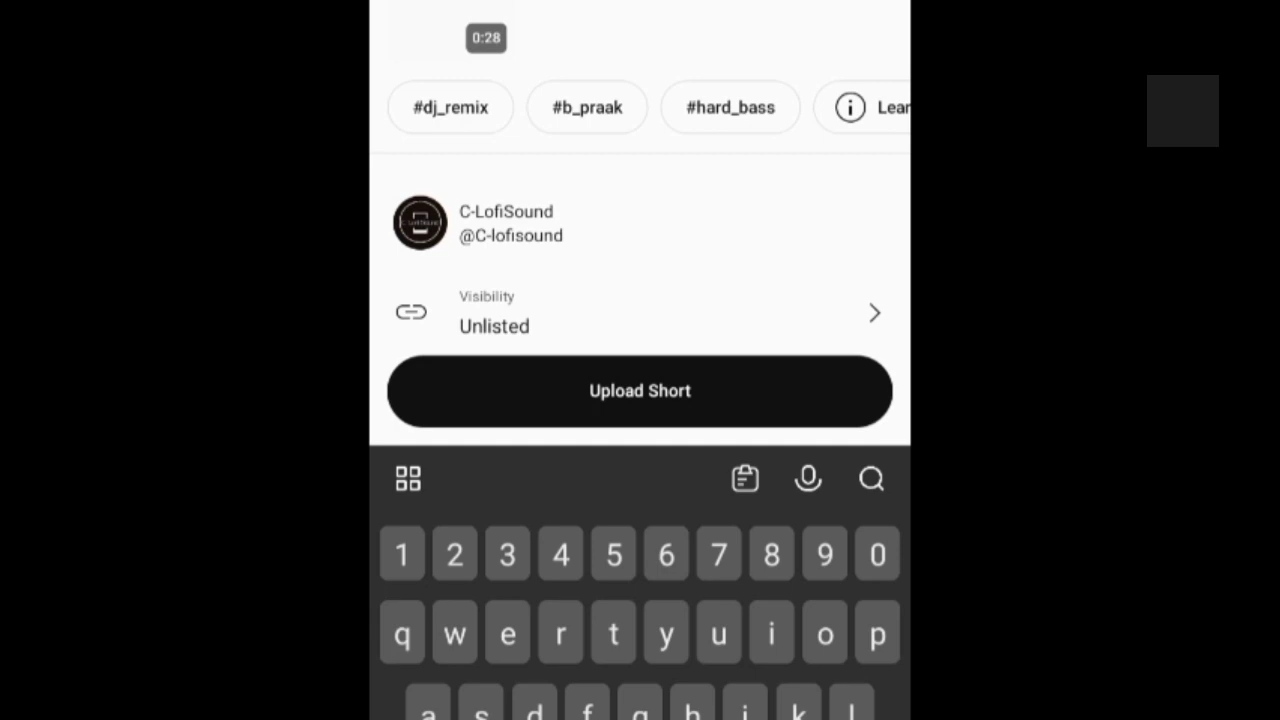 0:28
#dj_remix #b_praak #hard_bass Lear
C-LofiSound
@C-lofisound
Visibility
Unlisted
Upload Short
1 2 3 4 5 6 7 8 9 0
q w e r t y u i o p
a s d f g h j k l